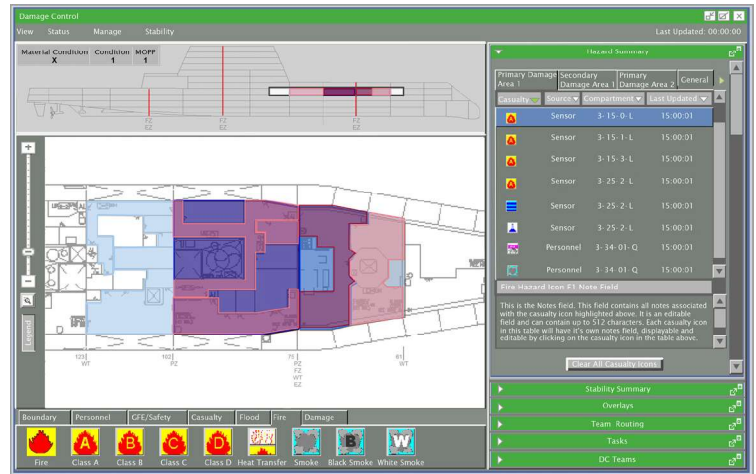 Damage Control
View Status Manage Stability Last Updated: 00:00:00
Material Condition Condition MOPP
X 1 1
FZ FZ FZ
EZ EZ EZ
Legend
123 102 71 61
WT FZ FZ WT
FZ
WT
EZ
Boundary Personnel GFE/Safety Casualty Flood Fire Damage
A B C D B W
Fire Class A Class B Class C Class D Heat Transfer Smoke Black Smoke White Smoke
Hazard Summary
Primary Damage Area 1 Secondary Damage Area 1 Primary Damage Area 2 General
Casualty Source Compartment Last Updated
Sensor 3-15-0-L 15:00:01
Sensor 3-15-1-L 15:00:01
Sensor 3-15-3-L 15:00:01
Sensor 3-25-2-L 15:00:01
Sensor 3-25-2-L 15:00:01
Sensor 3-25-2-L 15:00:01
Personnel 3-34-01-Q 15:00:01
Personnel 3-34-01-Q 15:00:01
Fire Hazard Icon F1 Note Field
This is the Notes field. This field contains all notes associated
with the casualty icon highlighted above. It is an editable
field and can contain up to 512 characters. Each casualty icon
in this table will have it's own notes field, displayable and
editable by clicking on the casualty icon in the table above.
Clear All Casualty Icons
Stability Summary
Overlays
Team Routing
Tasks
DC Teams